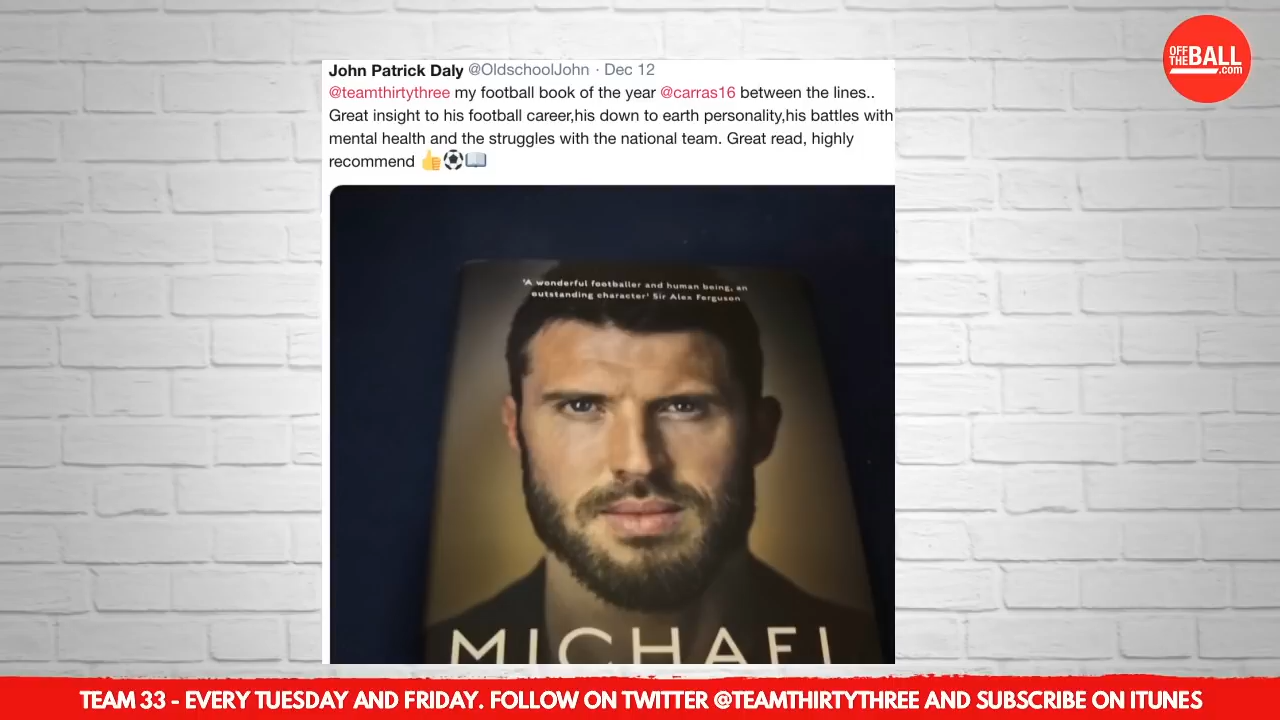 OFF
THE BALL
.com
John Patrick Daly @OldschoolJohn · Dec 12
@teamthirtythree my football book of the year @carras16 between the lines..
Great insight to his football career,his down to earth personality,his battles with
mental health and the struggles with the national team. Great read, highly
recommend 👍⚽📖
'A wonderful footballer and human being, an
outstanding character' Sir Alex Ferguson
MICHAEL
TEAM 33 - EVERY TUESDAY AND FRIDAY. FOLLOW ON TWITTER @TEAMTHIRTYTHREE AND SUBSCRIBE ON ITUNES